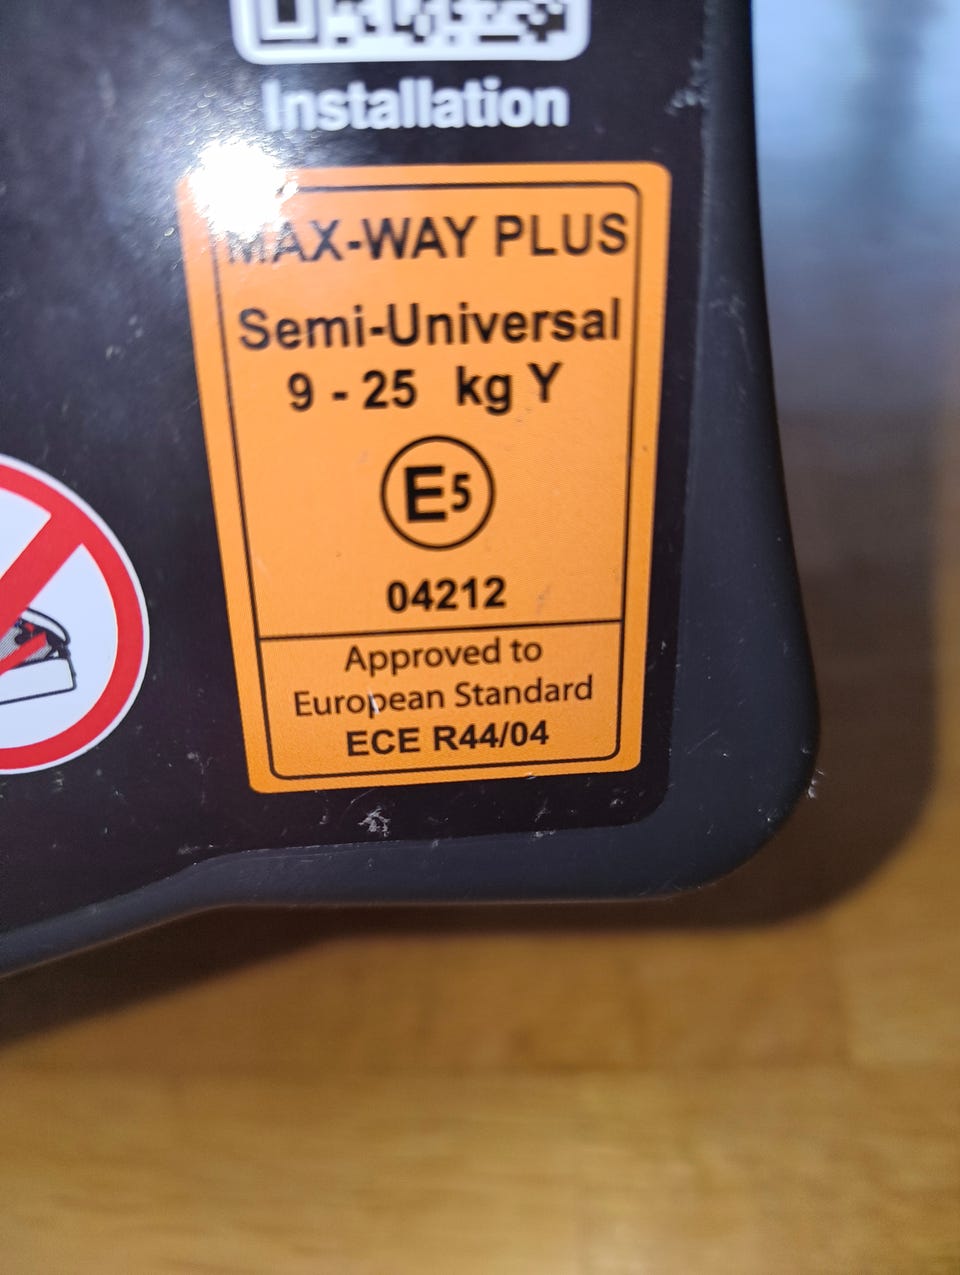 Installation
MAX-WAY PLUS
Semi-Universal
9 - 25 kg Y
E5
04212
Approved to
European Standard
ECE R44/04